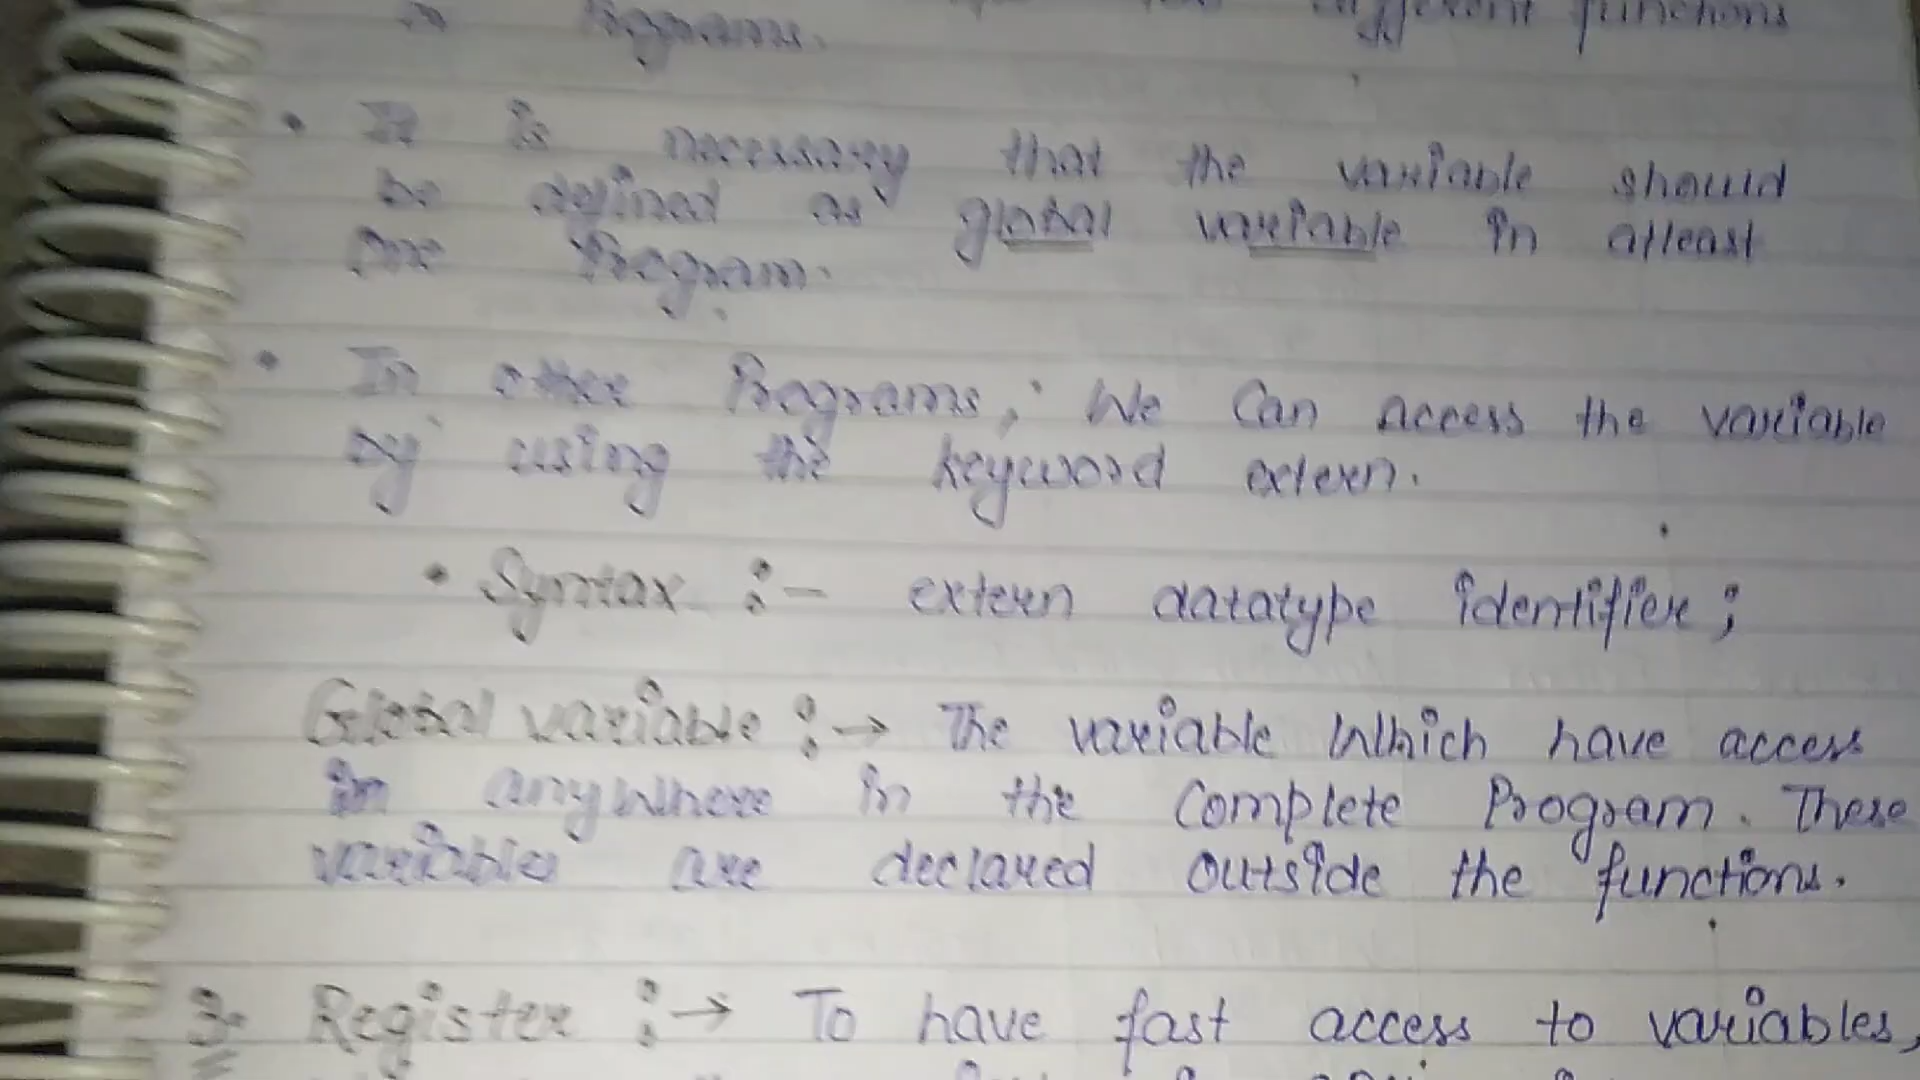 Programs. different functions
• It is necessary that the variable should
be defined as global variable in atleast
one Program.
• In other Programs, We Can access the variable
by using the keyword extern.
• Syntax :- extern datatype identifier ;
Global variable :→ The variable Which have access
in anyWhere in the Complete Program. These
variables are declared outside the functions.
3. Register :→ To have fast access to variables,